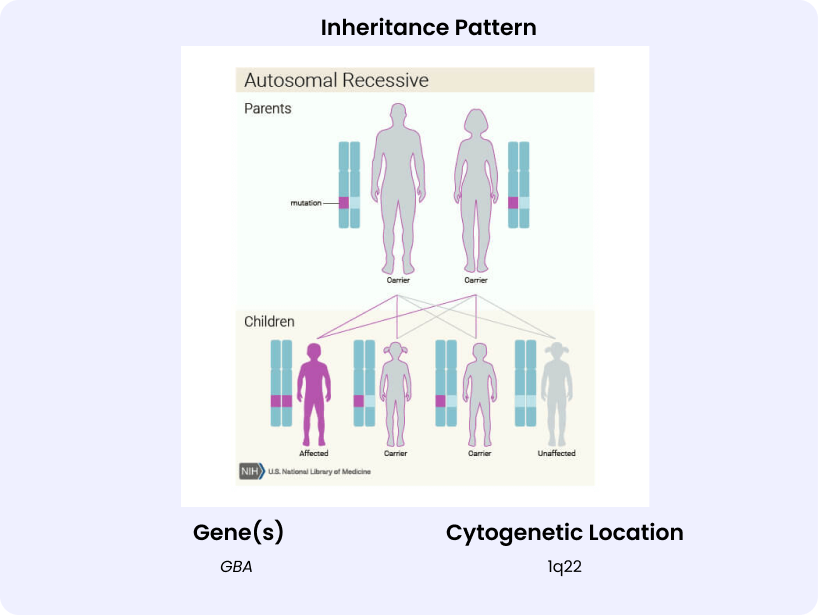 Inheritance Pattern
Autosomal Recessive
Parents
mutation
Carrier Carrier
Children
Affected Carrier Carrier Unaffected
NIH U.S. National Library of Medicine
Gene(s) Cytogenetic Location
GBA 1q22